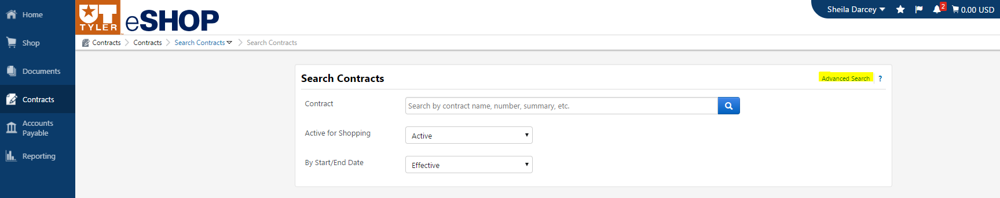 Home
Shop
Documents
Contracts
Accounts
Payable
Reporting
UT
TYLER
eSHOP
Sheila Darcey
2
0.00 USD
Contracts
Contracts
Search Contracts
Search Contracts
Search Contracts
Advanced Search
?
Contract
Search by contract name, number, summary, etc.
Active for Shopping
Active
By Start/End Date
Effective